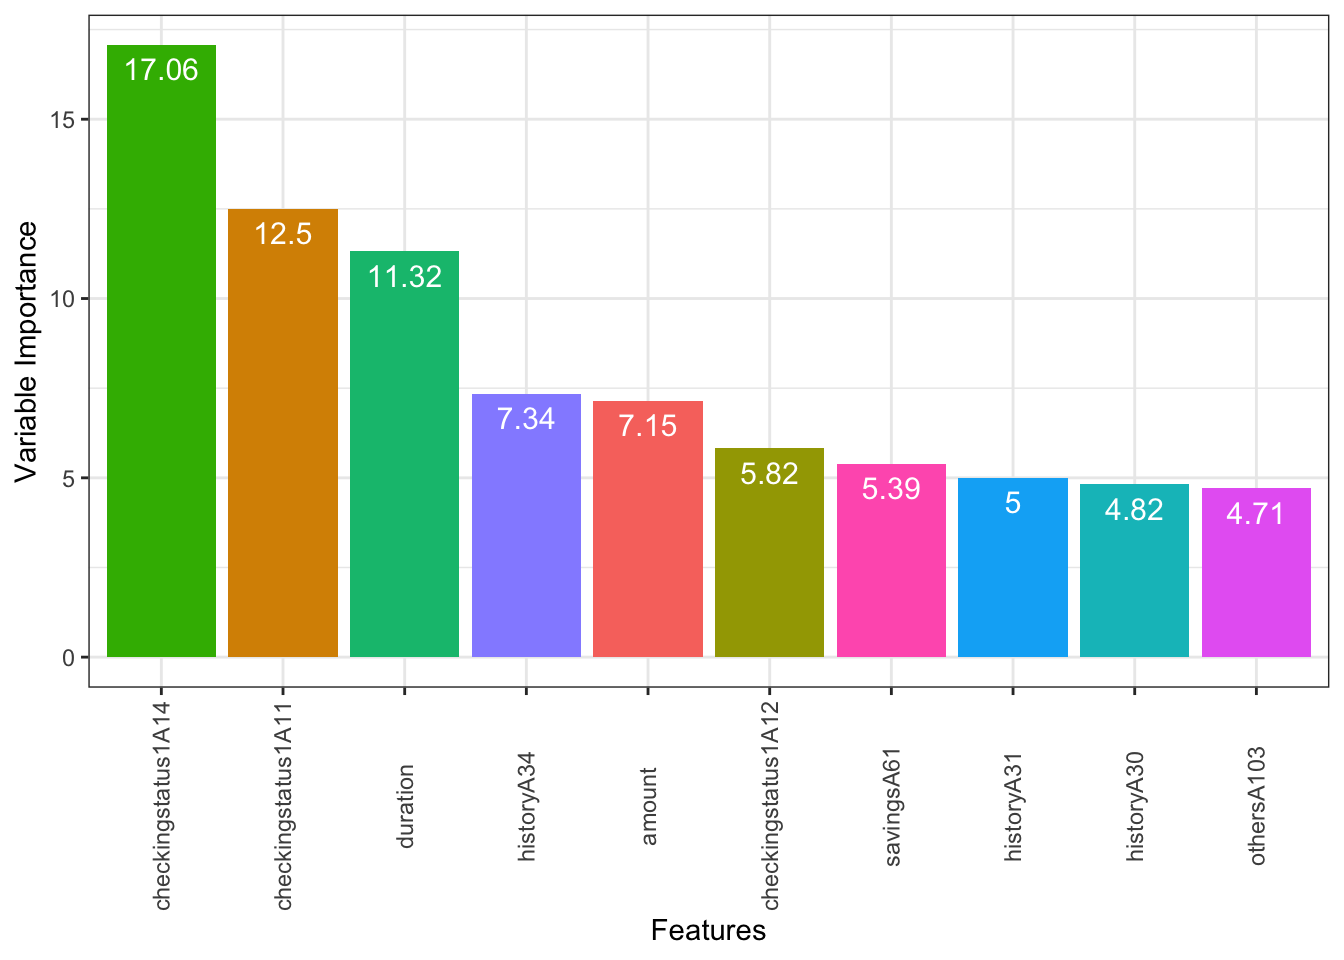 Variable Importance
15
10
5
0
17.06
12.5
11.32
7.34
7.15
5.82
5.39
5
4.82
4.71
checkingstatus1A14
checkingstatus1A11
duration
historyA34
amount
checkingstatus1A12
savingsA61
historyA31
historyA30
othersA103
Features